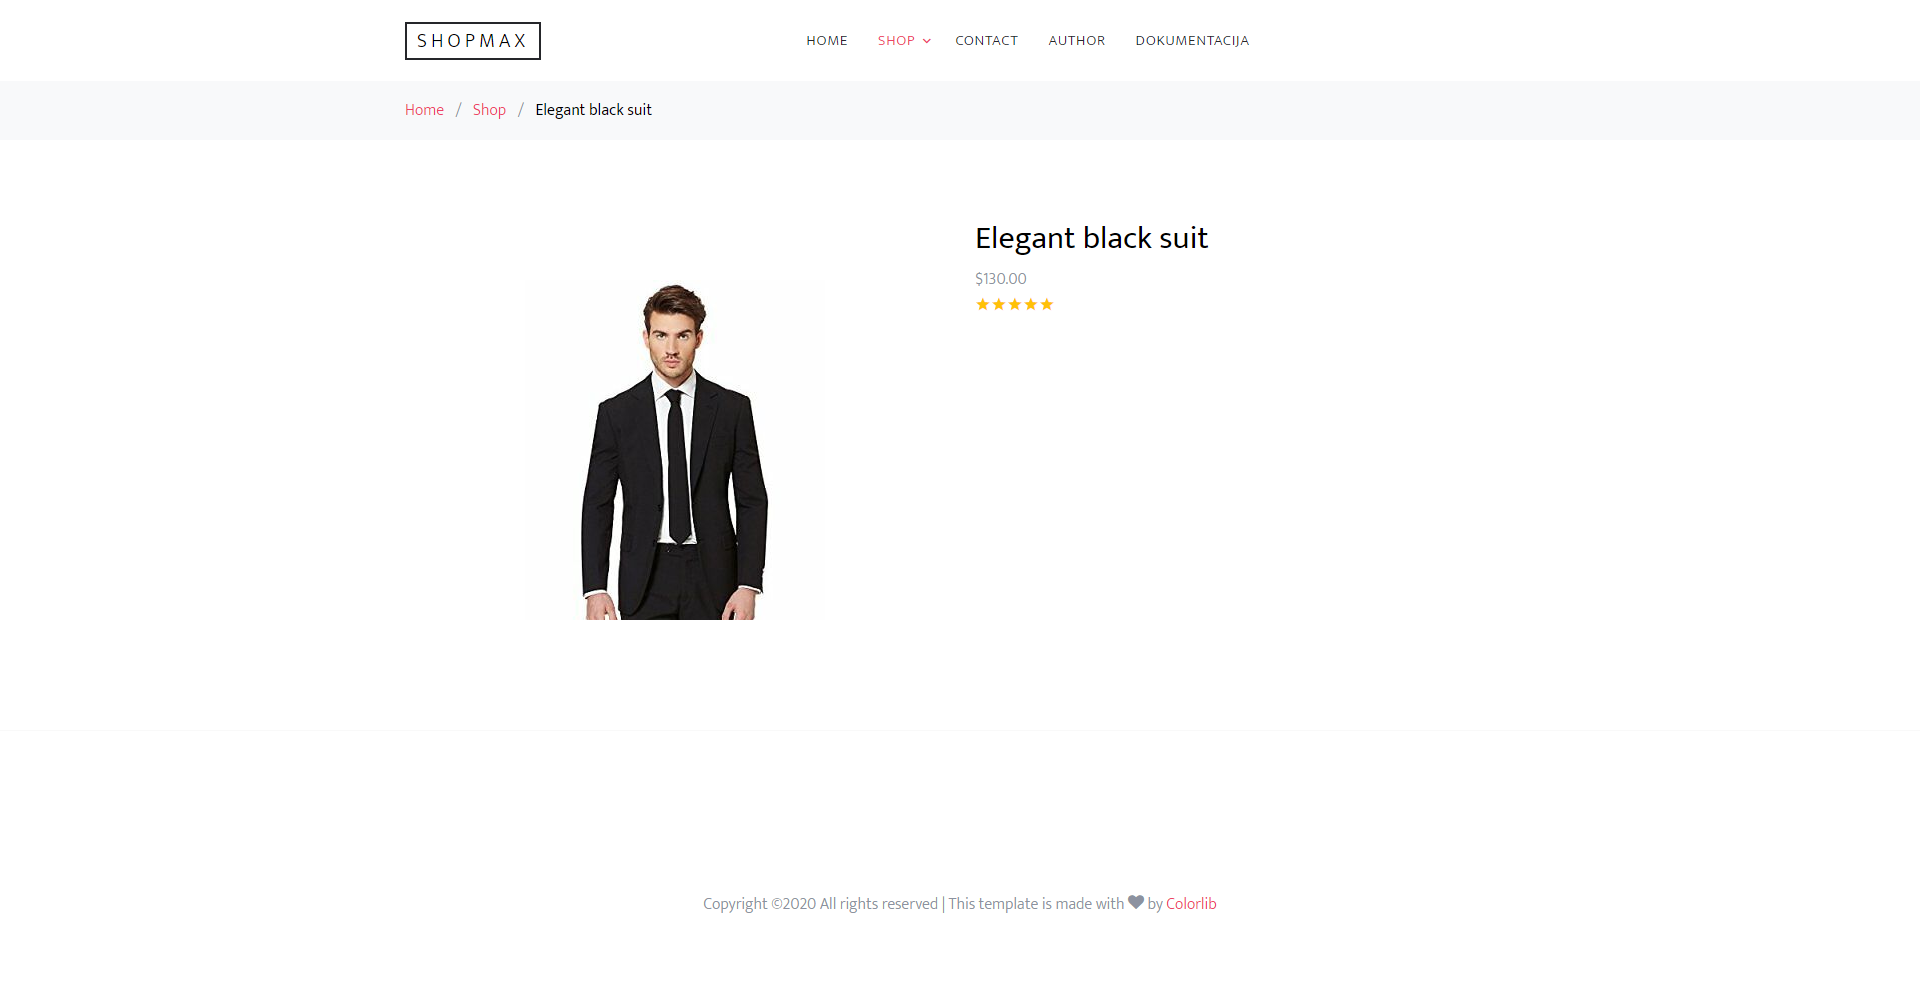 SHOPMAX
HOME SHOP CONTACT AUTHOR DOKUMENTACIJA
Home / Shop / Elegant black suit
Elegant black suit
$130.00
Copyright ©2020 All rights reserved | This template is made with by Colorlib